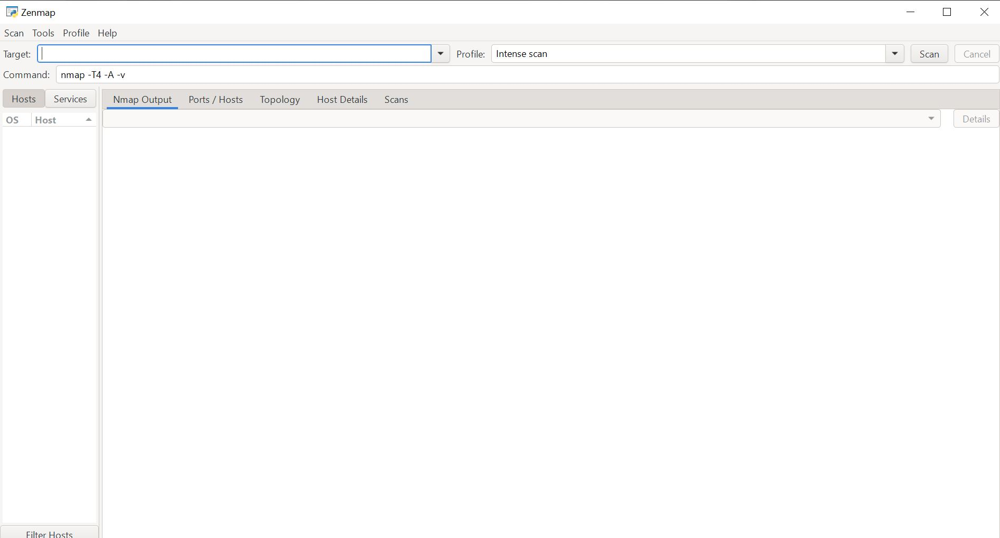 Zenmap
Scan Tools Profile Help
Target: Profile: Intense scan Scan Cancel
Command: nmap -T4 -A -v
Hosts Services Nmap Output Ports / Hosts Topology Host Details Scans
OS Host Details
Filter Hosts